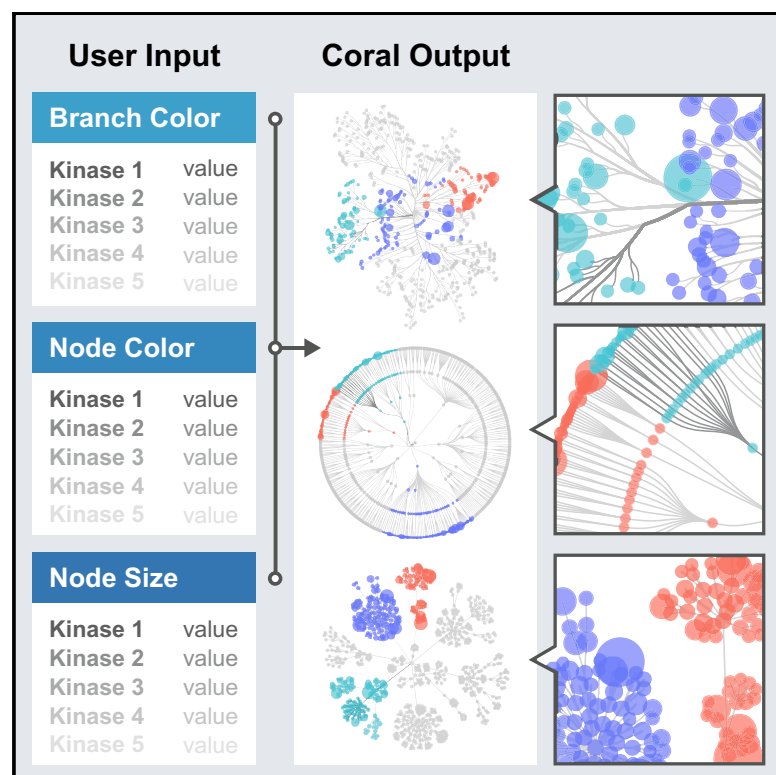 User Input
Coral Output
Branch Color
Kinase 1 value
Kinase 2 value
Kinase 3 value
Kinase 4 value
Kinase 5 value
Node Color
Kinase 1 value
Kinase 2 value
Kinase 3 value
Kinase 4 value
Kinase 5 value
Node Size
Kinase 1 value
Kinase 2 value
Kinase 3 value
Kinase 4 value
Kinase 5 value